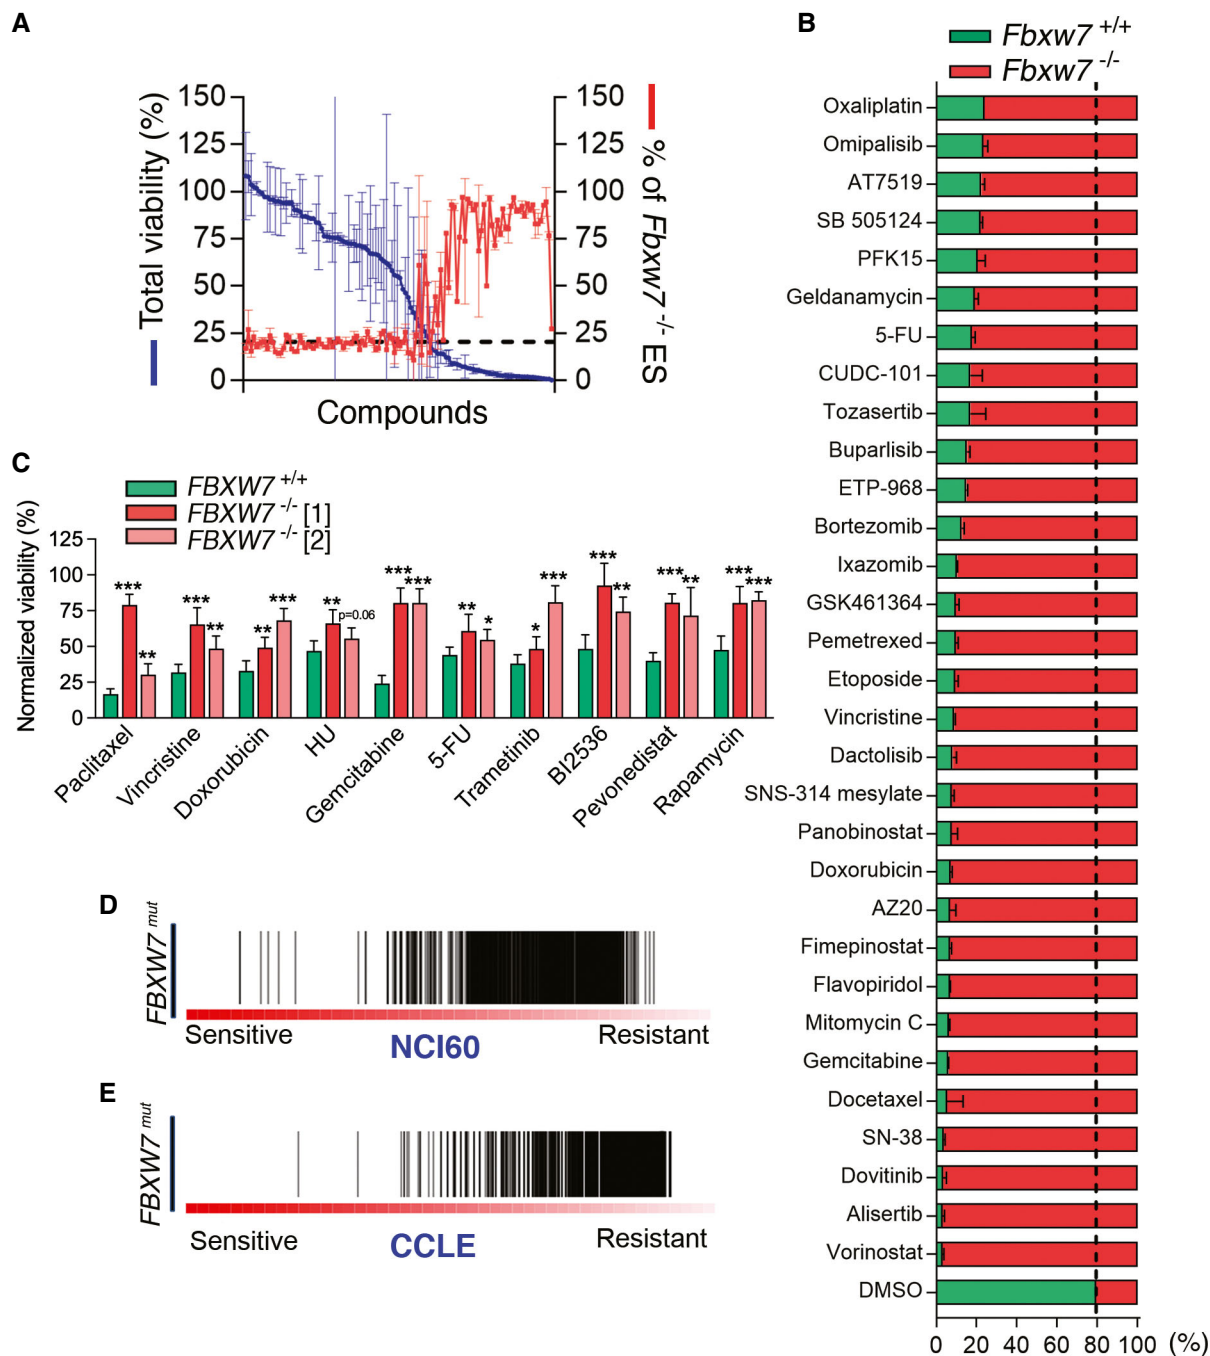 A
Total viability (%)
150
125
100
75
50
25
0
150
125
100
75
50
25
0
% of Fbxw7 -/- ES
Compounds
B
Fbxw7 +/+
Fbxw7 -/-
Oxaliplatin
Omipalisib
AT7519
SB 505124
PFK15
Geldanamycin
5-FU
CUDC-101
Tozasertib
Buparlisib
ETP-968
Bortezomib
Ixazomib
GSK461364
Pemetrexed
Etoposide
Vincristine
Dactolisib
SNS-314 mesylate
Panobinostat
Doxorubicin
AZ20
Fimepinostat
Flavopiridol
Mitomycin C
Gemcitabine
Docetaxel
SN-38
Dovitinib
Alisertib
Vorinostat
DMSO
0 20 40 60 80 100 (%)
C
FBXW7 +/+
FBXW7 -/- [1]
FBXW7 -/- [2]
Normalized viability (%)
125
100
75
50
25
0
*** **
*** **
** ***
** p=0.06
*** ***
** *
* ***
*** **
*** **
*** ***
Paclitaxel
Vincristine
Doxorubicin
HU
Gemcitabine
5-FU
Trametinib
BI2536
Pevonedistat
Rapamycin
D
FBXW7 mut
Sensitive
NCI60
Resistant
E
FBXW7 mut
Sensitive
CCLE
Resistant